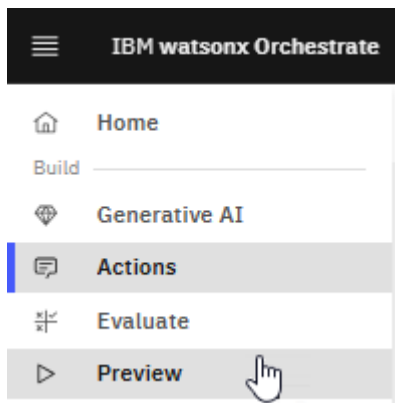 IBM watsonx Orchestrate
Home
Build
Generative AI
Actions
Evaluate
Preview